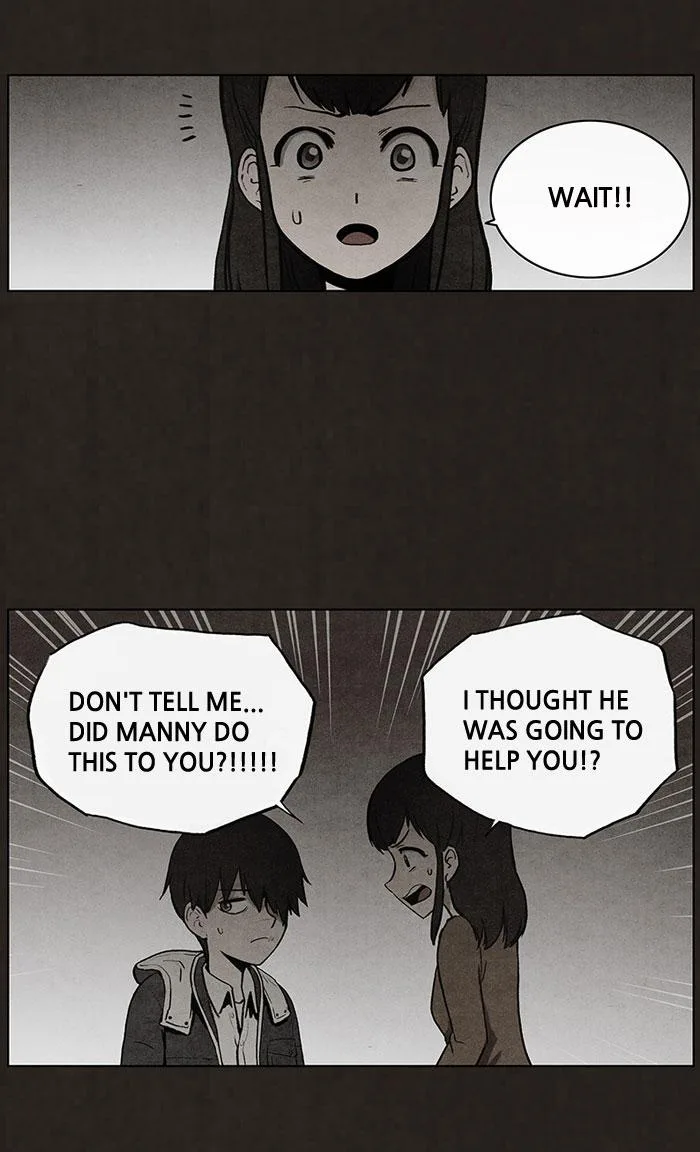 WAIT!!
DON'T TELL ME...
DID MANNY DO
THIS TO YOU?!!!!!
I THOUGHT HE
WAS GOING TO
HELP YOU!?